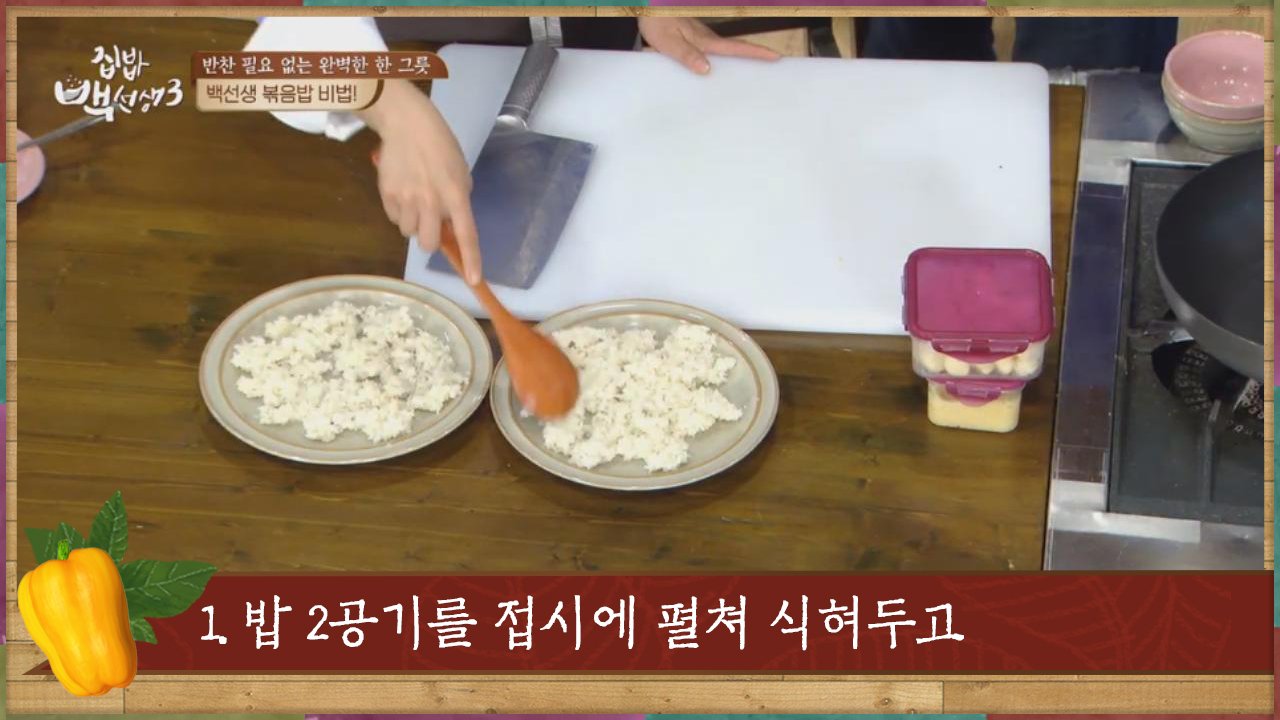 집밥
백선생3
반찬 필요 없는 완벽한 한 그릇
백선생 볶음밥 비법!
1. 밥 2공기를 접시에 펼쳐 식혀두고